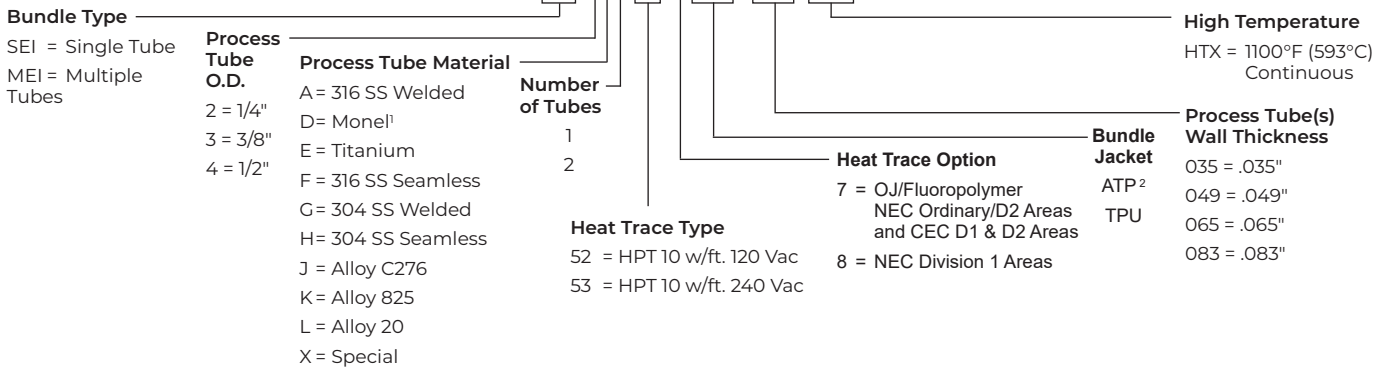 Bundle Type
SEI = Single Tube
MEI = Multiple
Tubes
Process
Tube
O.D.
2 = 1/4"
3 = 3/8"
4 = 1/2"
Process Tube Material
A = 316 SS Welded
D= Monel¹
E = Titanium
F = 316 SS Seamless
G= 304 SS Welded
H= 304 SS Seamless
J = Alloy C276
K= Alloy 825
L = Alloy 20
X = Special
Number
of Tubes
1
2
Heat Trace Type
52 = HPT 10 w/ft. 120 Vac
53 = HPT 10 w/ft. 240 Vac
Heat Trace Option
7 = OJ/Fluoropolymer
NEC Ordinary/D2 Areas
and CEC D1 & D2 Areas
8 = NEC Division 1 Areas
Bundle
Jacket
ATP ²
TPU
Process Tube(s)
Wall Thickness
035 = .035"
049 = .049"
065 = .065"
083 = .083"
High Temperature
HTX = 1100°F (593°C)
Continuous